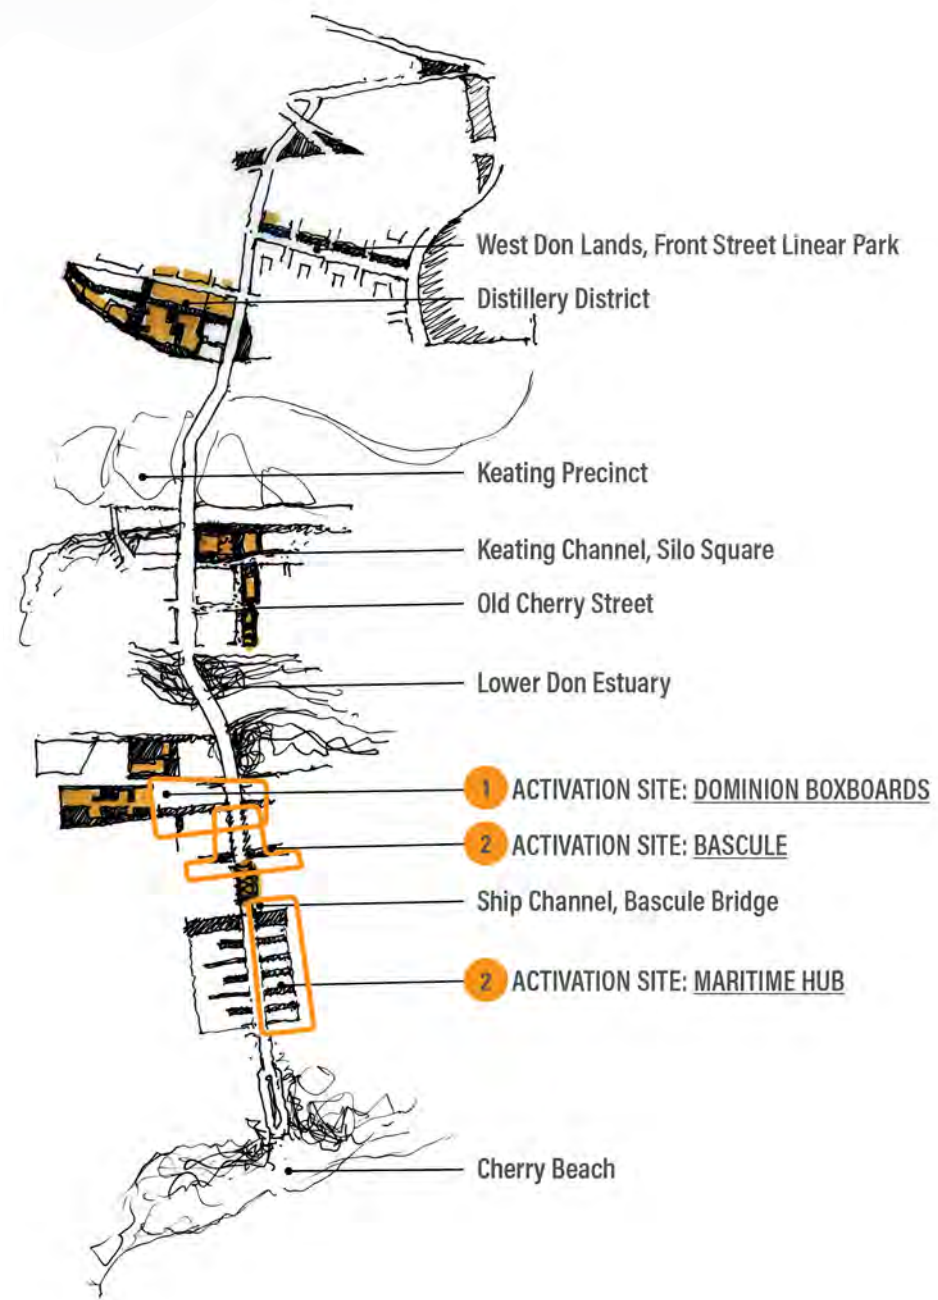 West Don Lands, Front Street Linear Park
Distillery District
Keating Precinct
Keating Channel, Silo Square
Old Cherry Street
Lower Don Estuary
1 ACTIVATION SITE: DOMINION BOXBOARDS
2 ACTIVATION SITE: BASCULE
Ship Channel, Bascule Bridge
2 ACTIVATION SITE: MARITIME HUB
Cherry Beach